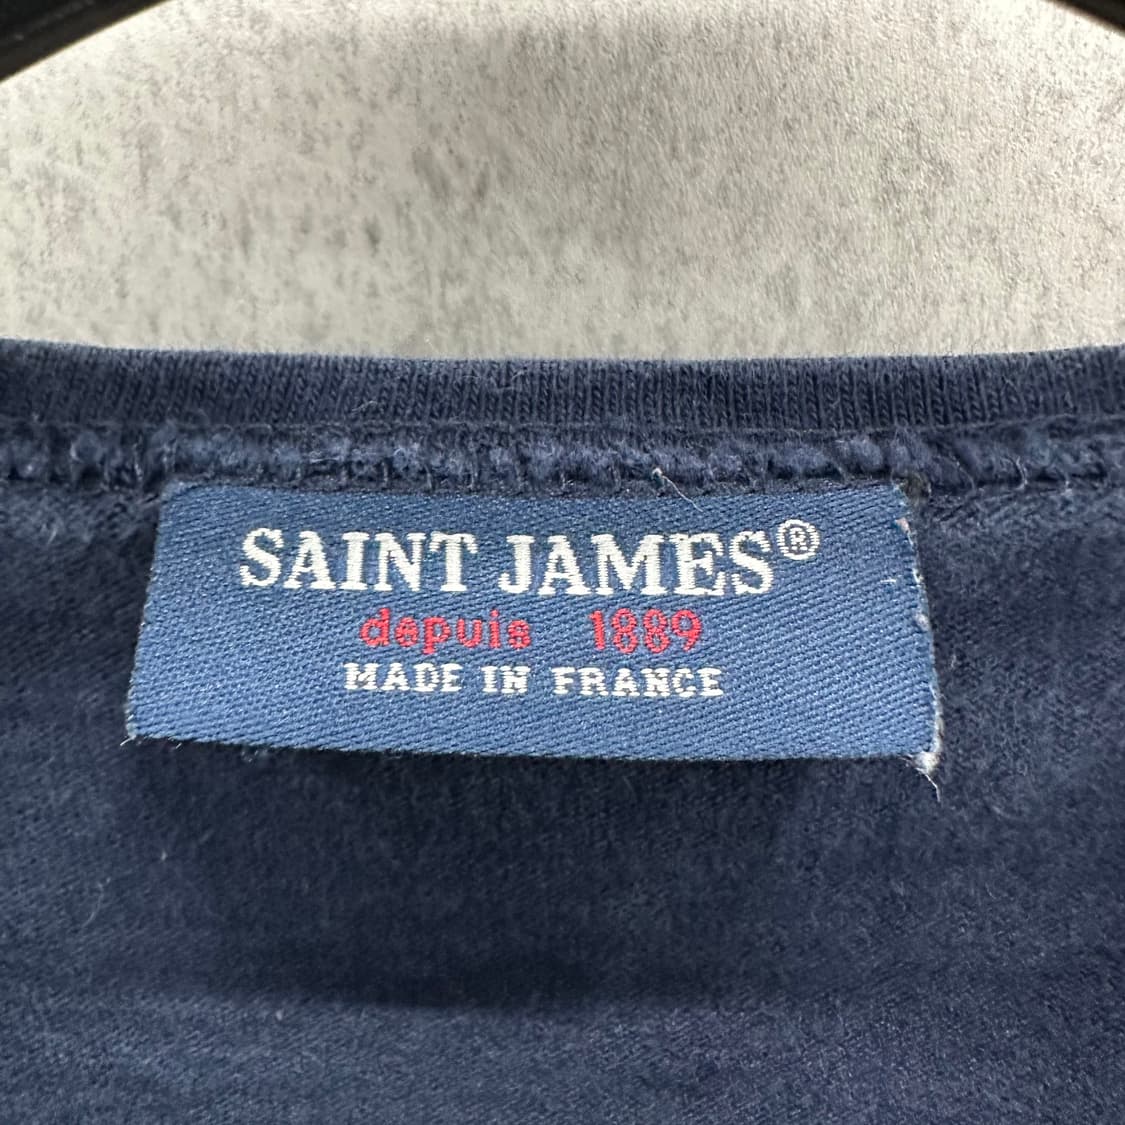 SAINT JAMES®
depuis 1889
MADE IN FRANCE